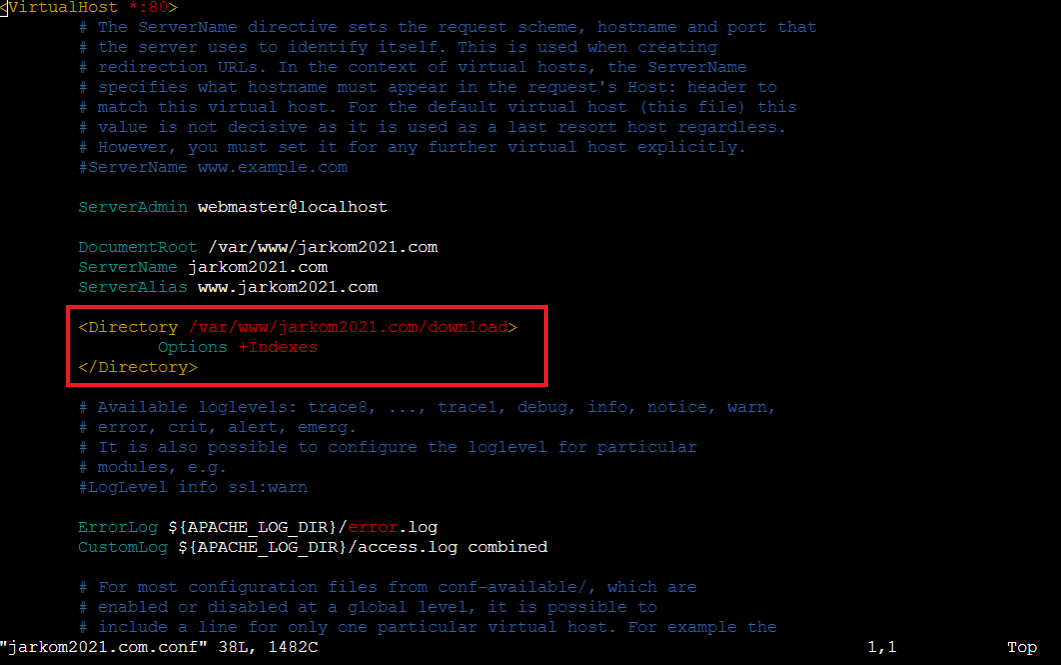 <VirtualHost *:80>
# The ServerName directive sets the request scheme, hostname and port that
# the server uses to identify itself. This is used when creating
# redirection URLs. In the context of virtual hosts, the ServerName
# specifies what hostname must appear in the request's Host: header to
# match this virtual host. For the default virtual host (this file) this
# value is not decisive as it is used as a last resort host regardless.
# However, you must set it for any further virtual host explicitly.
#ServerName www.example.com
ServerAdmin webmaster@localhost
DocumentRoot /var/www/jarkom2021.com
ServerName jarkom2021.com
ServerAlias www.jarkom2021.com
<Directory /var/www/jarkom2021.com/download>
Options +Indexes
</Directory>
# Available loglevels: trace8, ..., trace1, debug, info, notice, warn,
# error, crit, alert, emerg.
# It is also possible to configure the loglevel for particular
# modules, e.g.
#LogLevel info ssl:warn
ErrorLog ${APACHE_LOG_DIR}/error.log
CustomLog ${APACHE_LOG_DIR}/access.log combined
# For most configuration files from conf-available/, which are
# enabled or disabled at a global level, it is possible to
# include a line for only one particular virtual host. For example the
"jarkom2021.com.conf" 38L, 1482C 1,1 Top